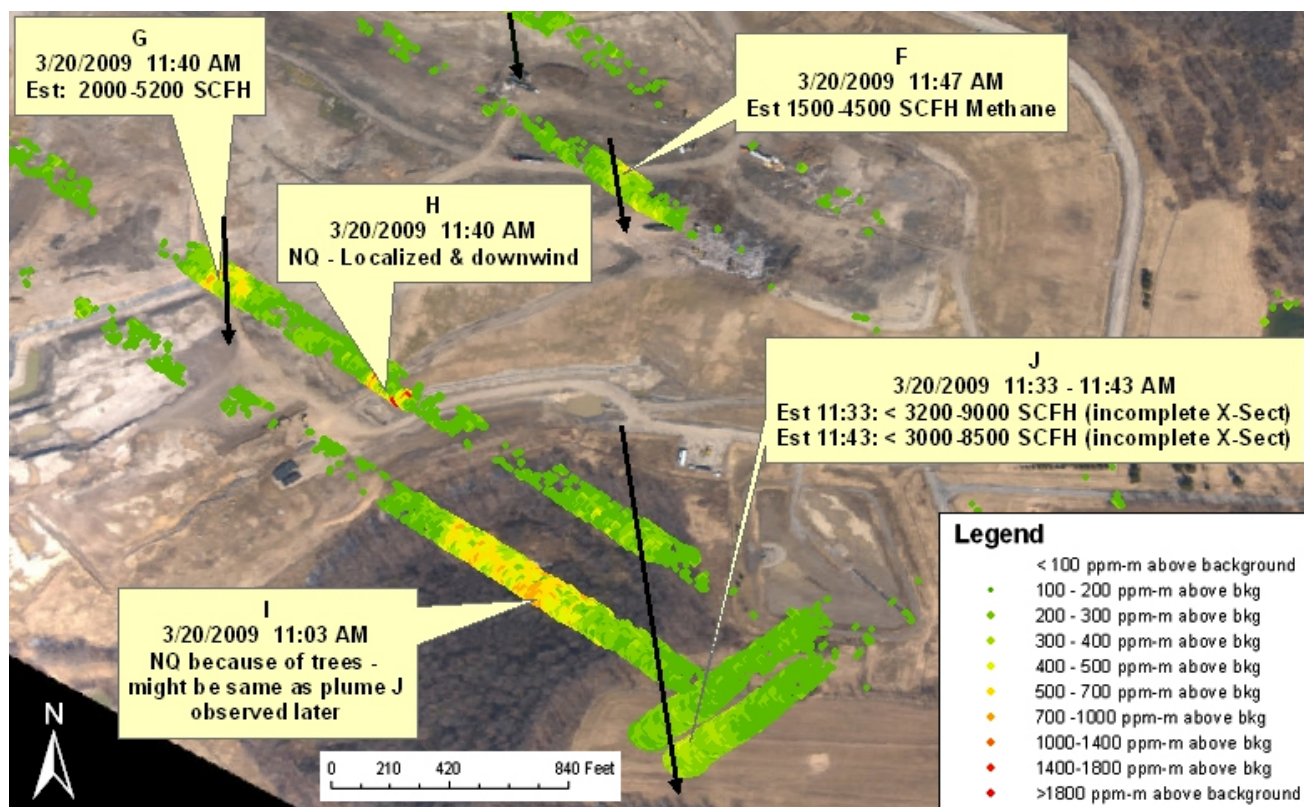 G
3/20/2009 11:40 AM
Est: 2000-5200 SCFH
F
3/20/2009 11:47 AM
Est 1500-4500 SCFH Methane
H
3/20/2009 11:40 AM
NQ - Localized & downwind
J
3/20/2009 11:33 - 11:43 AM
Est 11:33: < 3200-9000 SCFH (incomplete X-Sect)
Est 11:43: < 3000-8500 SCFH (incomplete X-Sect)
I
3/20/2009 11:03 AM
NQ because of trees -
might be same as plume J
observed later
N
0 210 420 840 Feet
Legend
< 100 ppm-m above background
100 - 200 ppm-m above bkg
200 - 300 ppm-m above bkg
300 - 400 ppm-m above bkg
400 - 500 ppm-m above bkg
500 - 700 ppm-m above bkg
700 -1000 ppm-m above bkg
1000-1400 ppm-m above bkg
1400-1800 ppm-m above bkg
>1800 ppm-m above background